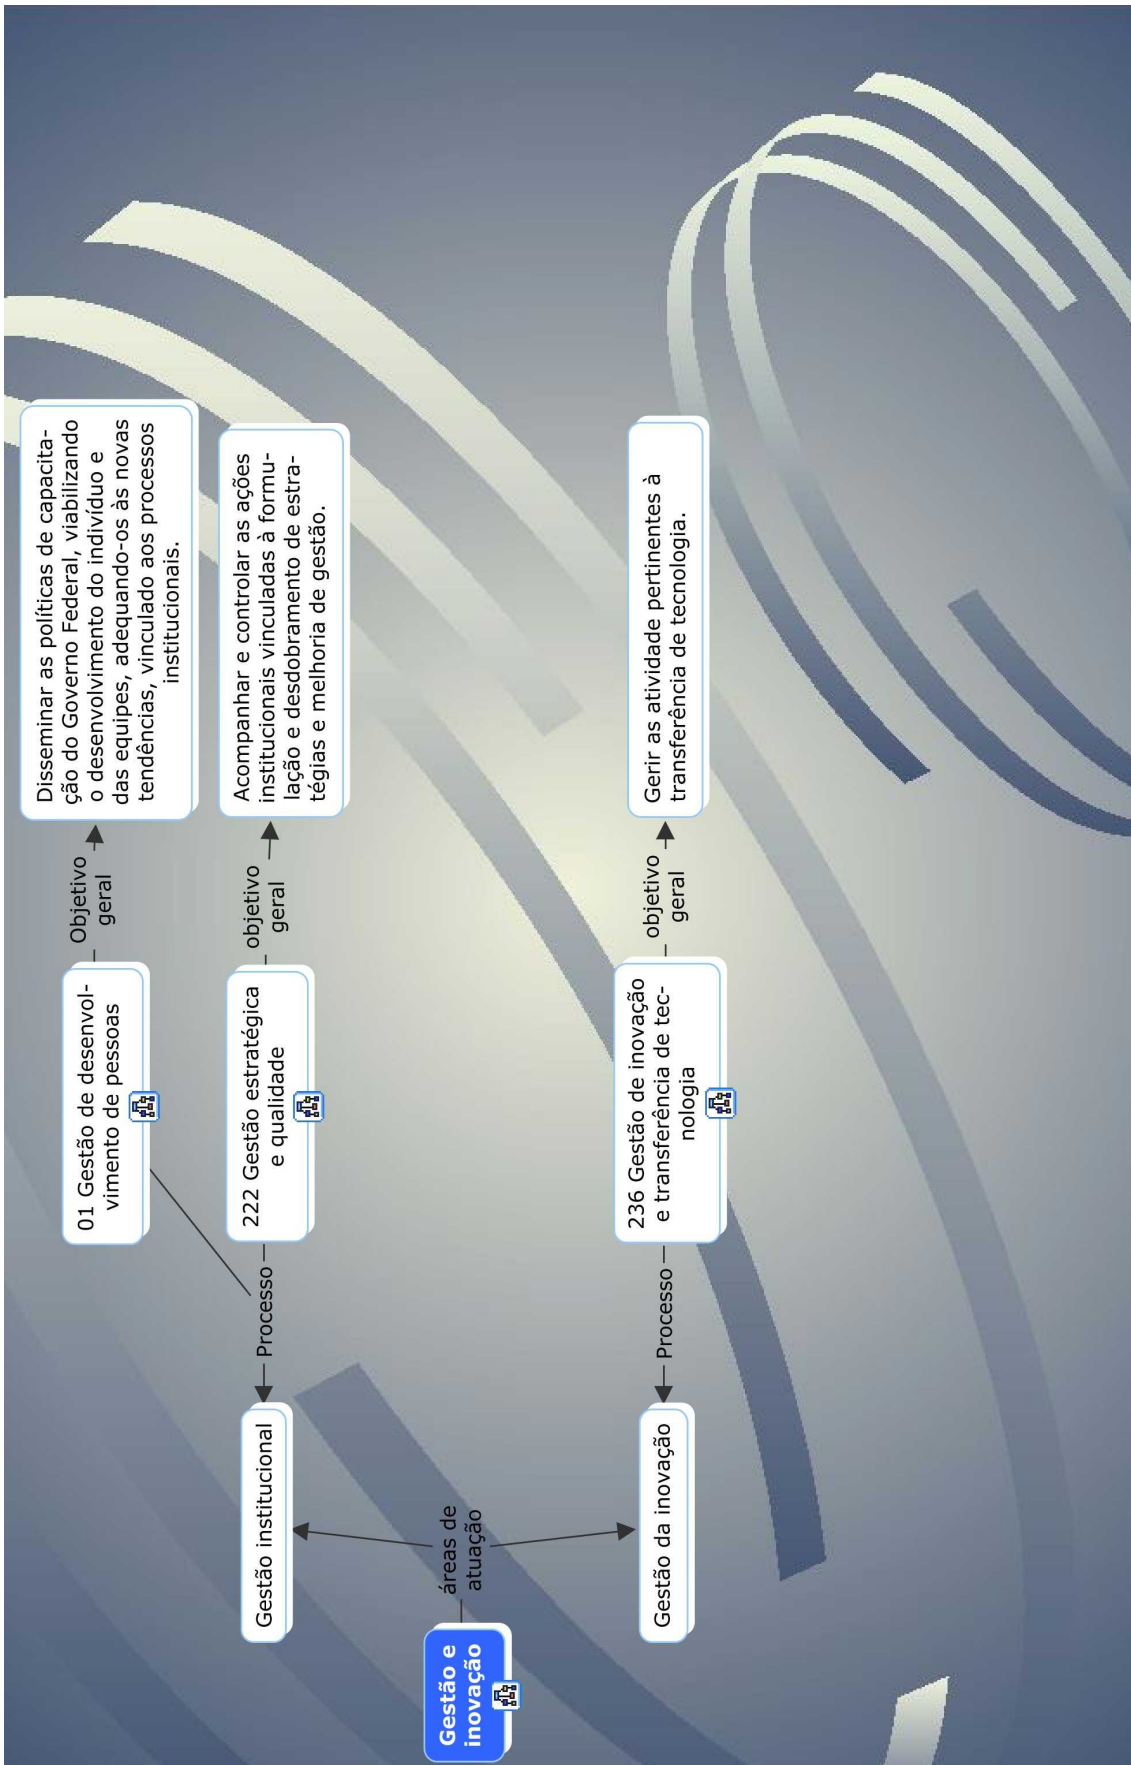 Gestão e
inovação
áreas de
atuação
Gestão institucional
Processo
01 Gestão de desenvol-
vimento de pessoas
Objetivo
geral
Disseminar as políticas de capacita-
ção do Governo Federal, viabilizando
o desenvolvimento do indivíduo e
das equipes, adequando-os às novas
tendências, vinculado aos processos
institucionais.
222 Gestão estratégica
e qualidade
objetivo
geral
Acompanhar e controlar as ações
institucionais vinculadas à formu-
lação e desdobramento de estra-
tégias e melhoria de gestão.
Gestão da inovação
Processo
236 Gestão de inovação
e transferência de tec-
nologia
objetivo
geral
Gerir as atividade pertinentes à
transferência de tecnologia.